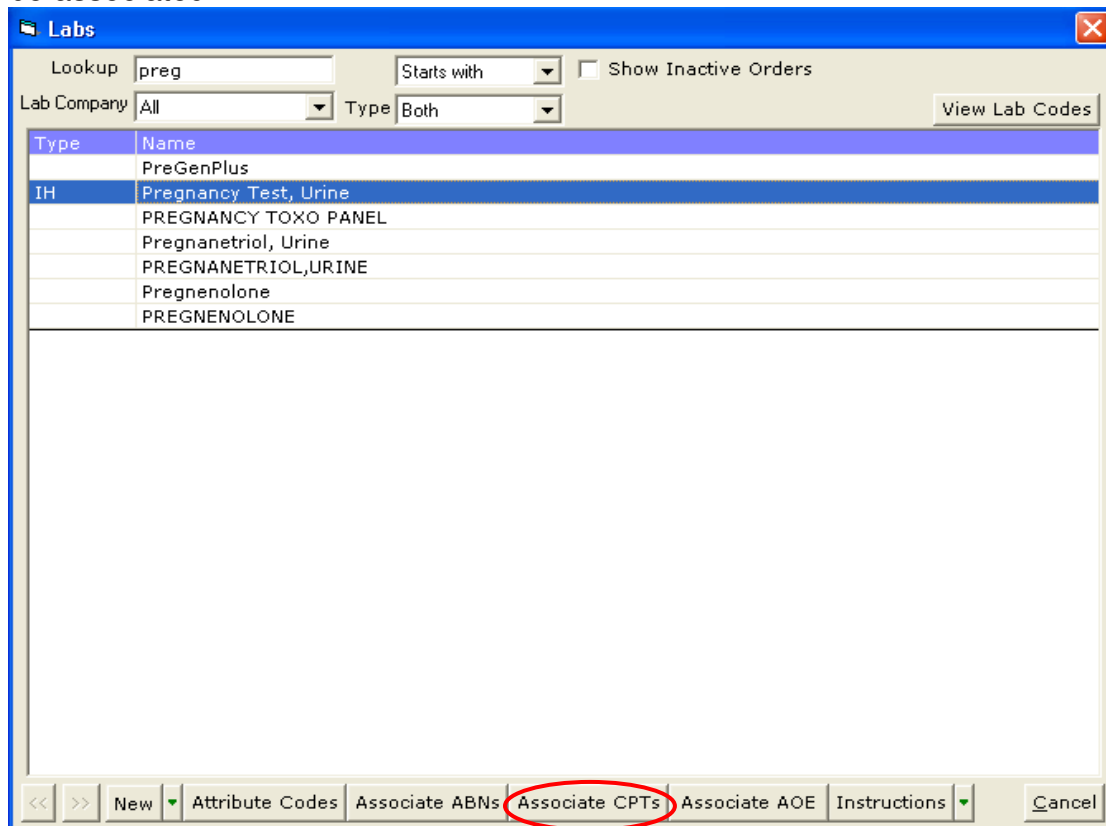 be associated
Labs
Lookup preg Starts with Show Inactive Orders
Lab Company All Type Both View Lab Codes
Type Name
PreGenPlus
IH Pregnancy Test, Urine
PREGNANCY TOXO PANEL
Pregnanetriol, Urine
PREGNANETRIOL,URINE
Pregnenolone
PREGNENOLONE
<< >> New Attribute Codes Associate ABNs Associate CPTs Associate AOE Instructions Cancel